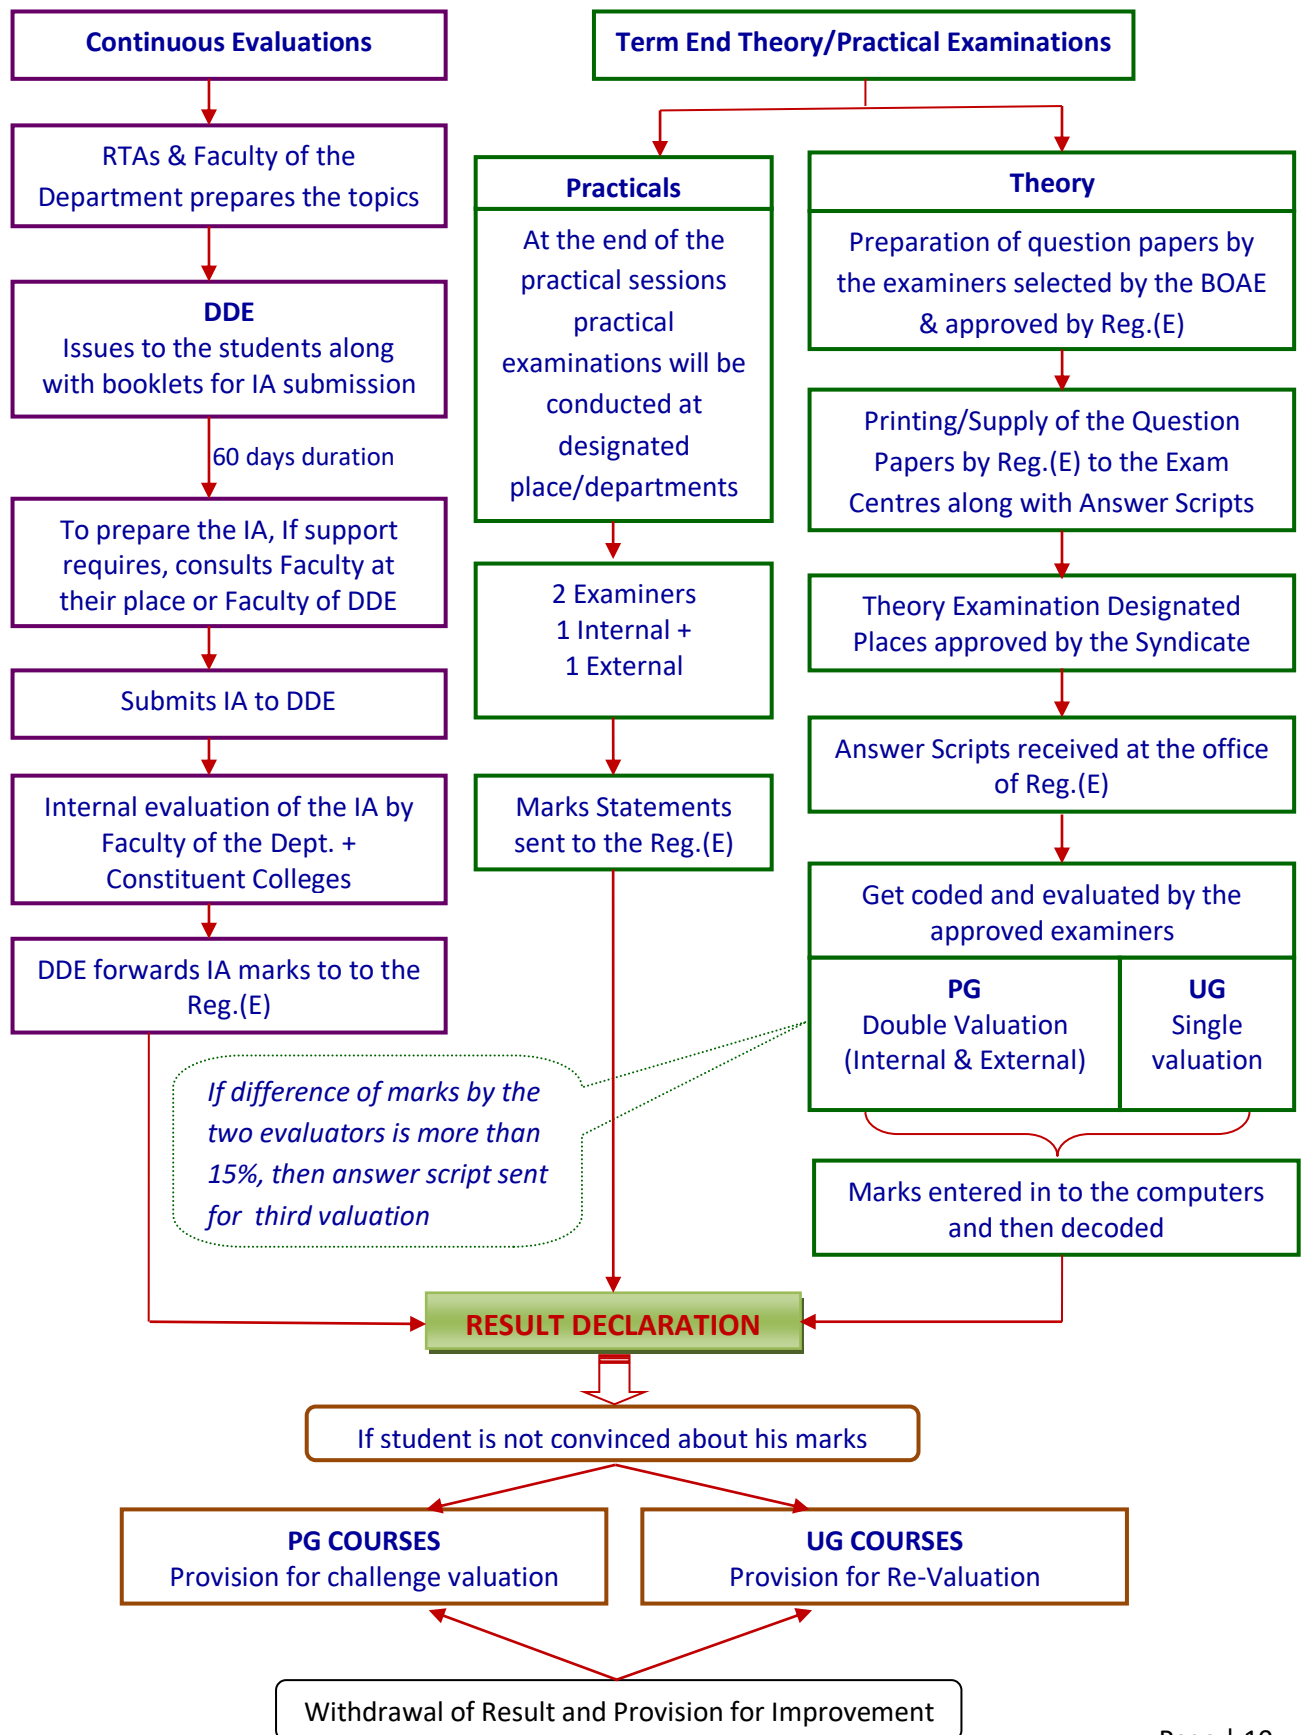 Continuous Evaluations
RTAs & Faculty of the
Department prepares the topics
DDE
Issues to the students along
with booklets for IA submission
60 days duration
To prepare the IA, If support
requires, consults Faculty at
their place or Faculty of DDE
Submits IA to DDE
Internal evaluation of the IA by
Faculty of the Dept. +
Constituent Colleges
DDE forwards IA marks to to the
Reg.(E)
Term End Theory/Practical Examinations
Practicals
At the end of the
practical sessions
practical
examinations will be
conducted at
designated
place/departments
2 Examiners
1 Internal +
1 External
Marks Statements
sent to the Reg.(E)
Theory
Preparation of question papers by
the examiners selected by the BOAE
& approved by Reg.(E)
Printing/Supply of the Question
Papers by Reg.(E) to the Exam
Centres along with Answer Scripts
Theory Examination Designated
Places approved by the Syndicate
Answer Scripts received at the office
of Reg.(E)
Get coded and evaluated by the
approved examiners
PG
Double Valuation
(Internal & External)
UG
Single
valuation
If difference of marks by the
two evaluators is more than
15%, then answer script sent
for third valuation
Marks entered in to the computers
and then decoded
RESULT DECLARATION
If student is not convinced about his marks
PG COURSES
Provision for challenge valuation
UG COURSES
Provision for Re-Valuation
Withdrawal of Result and Provision for Improvement